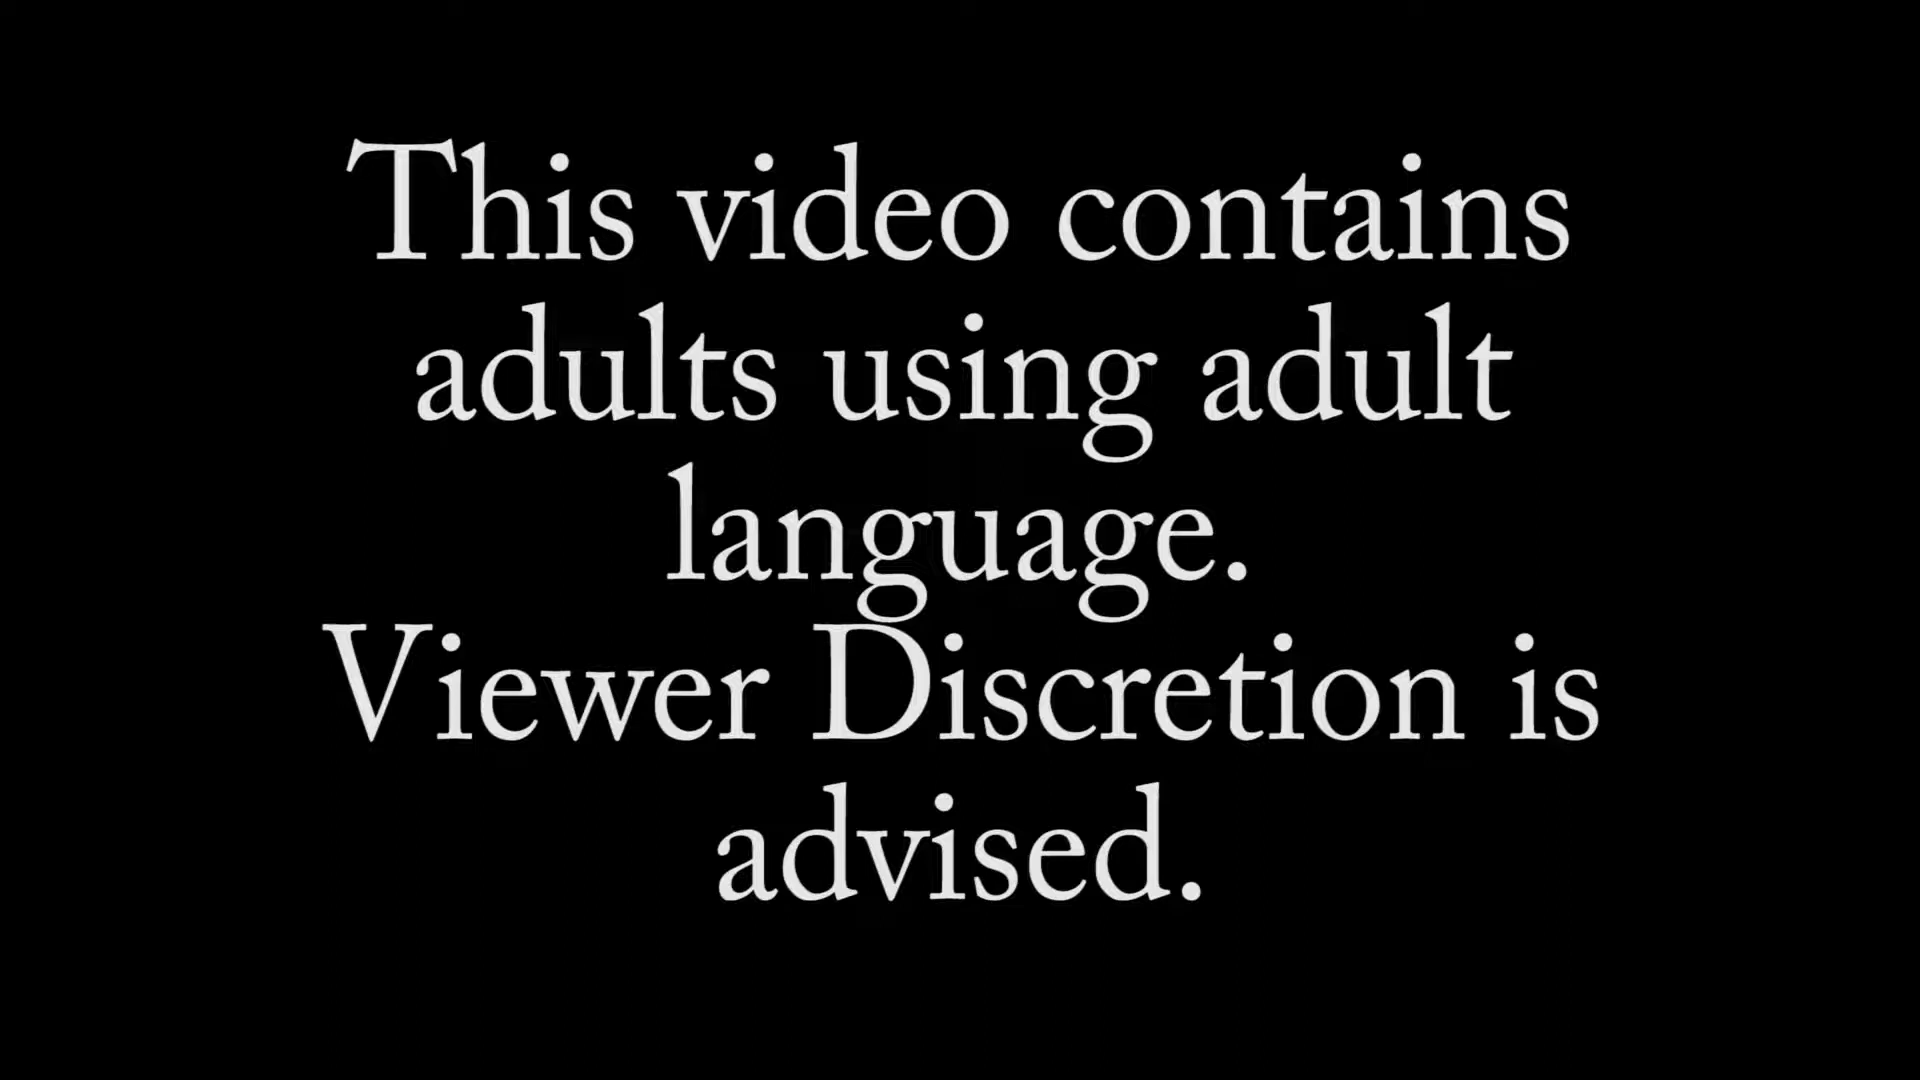 This video contains
adults using adult
language.
Viewer Discretion is
advised.